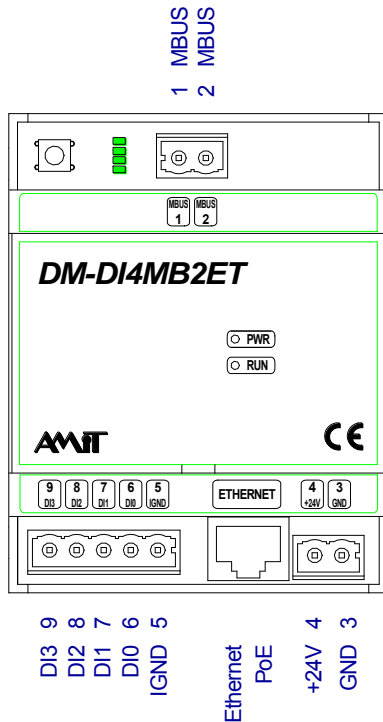 1 MBUS
2 MBUS
MBUS 1
MBUS 2
DM-DI4MB2ET
PWR
RUN
AMiT
CE
9 DI3
8 DI2
7 DI1
6 DI0
5 IGND
ETHERNET
4 +24V
3 GND
DI3 9
DI2 8
DI1 7
DI0 6
IGND 5
Ethernet
PoE
+24V 4
GND 3